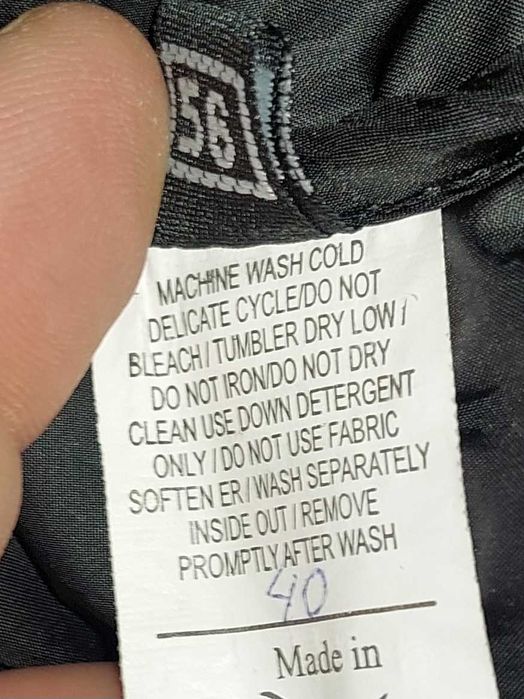 56
MACHINE WASH COLD
DELICATE CYCLE/DO NOT
BLEACH / TUMBLER DRY LOW /
DO NOT IRON/DO NOT DRY
CLEAN USE DOWN DETERGENT
ONLY / DO NOT USE FABRIC
SOFTEN ER / WASH SEPARATELY
INSIDE OUT / REMOVE
PROMPTLY AFTER WASH
40
Made in